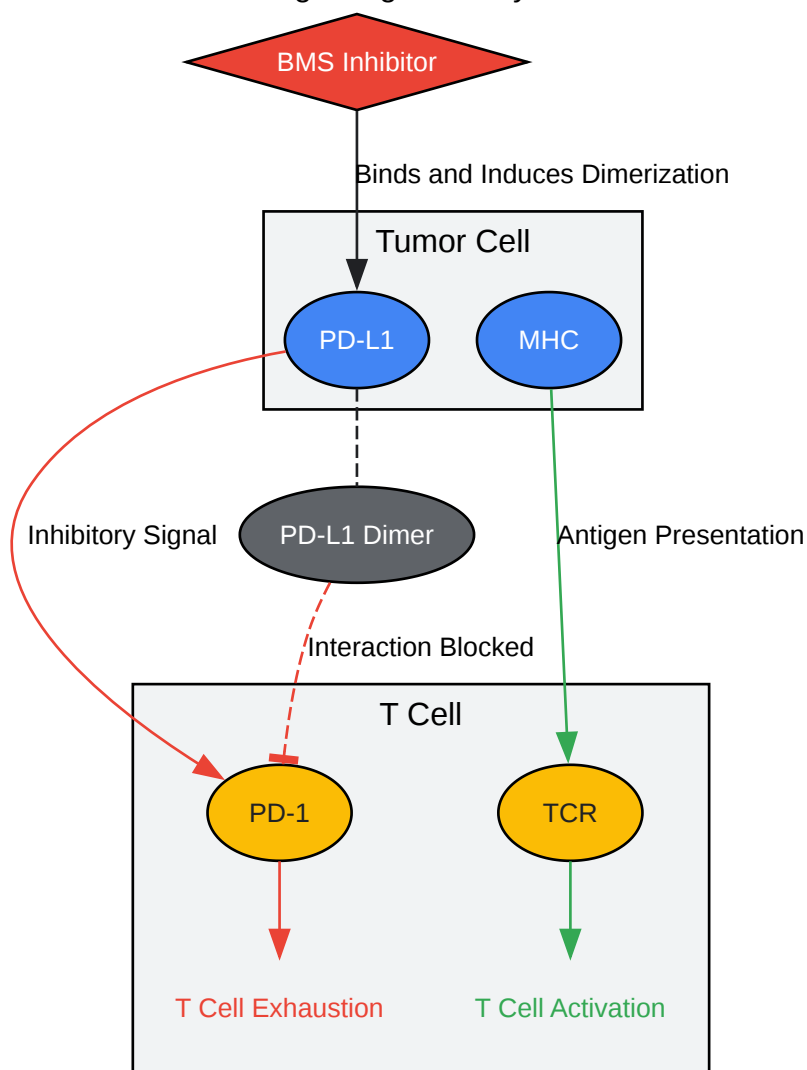 BMS Inhibitor
Binds and Induces Dimerization
Tumor Cell
PD-L1
MHC
Inhibitory Signal
PD-L1 Dimer
Antigen Presentation
Interaction Blocked
T Cell
PD-1
TCR
T Cell Exhaustion
T Cell Activation